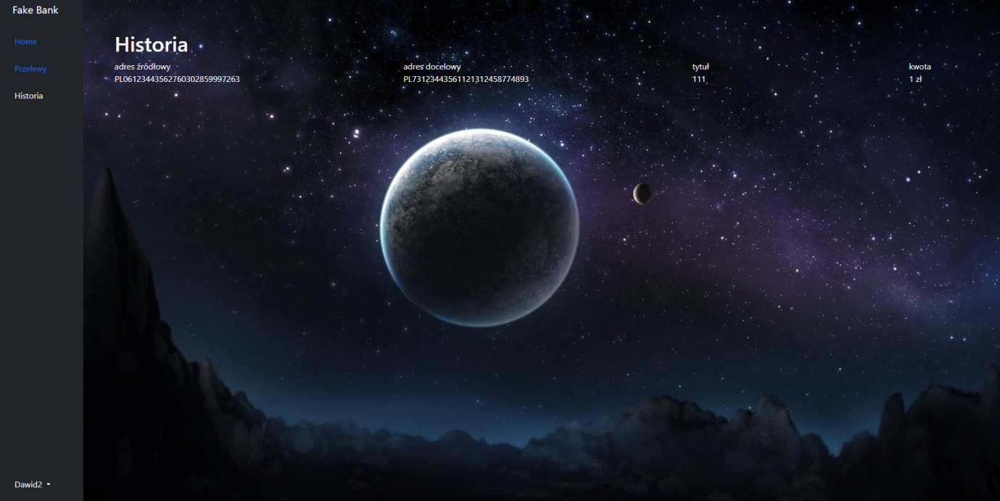 Fake Bank
Home
Przelewy
Historia
Historia
adres źródłowy adres docelowy tytuł kwota
PL06123443562760302859997263 PL73123443561121312458774893 111 1 zł
Dawid2